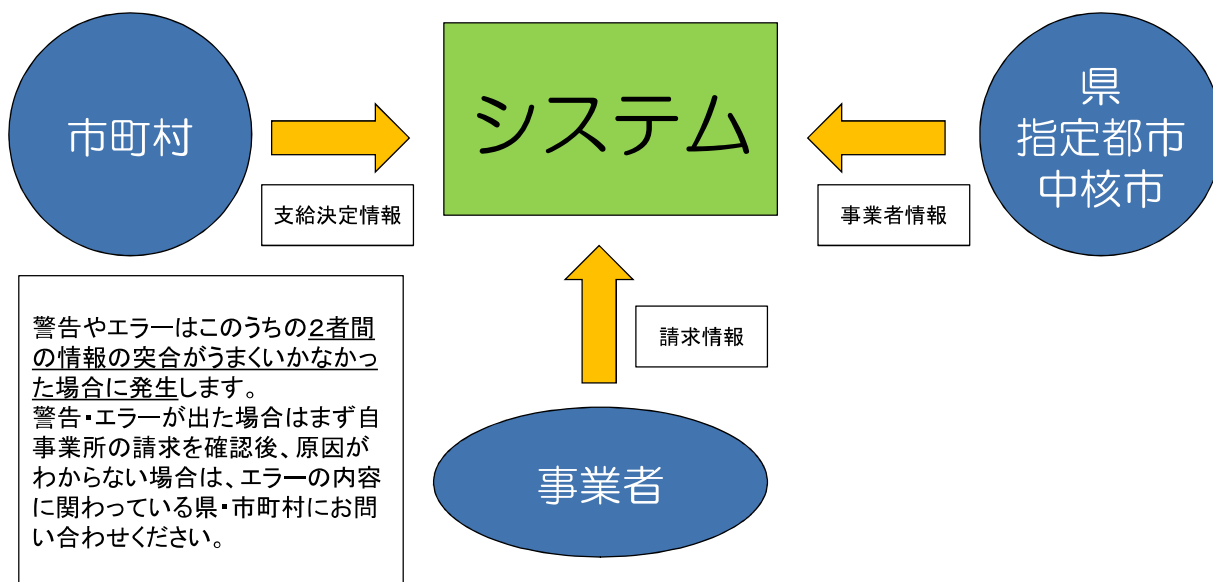 市町村
システム
県
指定都市
中核市
支給決定情報
事業者情報
警告やエラーはこのうちの2者間
の情報の突合がうまくいかなかっ
た場合に発生します。
警告・エラーが出た場合はまず自
事業所の請求を確認後、原因が
わからない場合は、エラーの内容
に関わっている県・市町村にお問
い合わせください。
請求情報
事業者